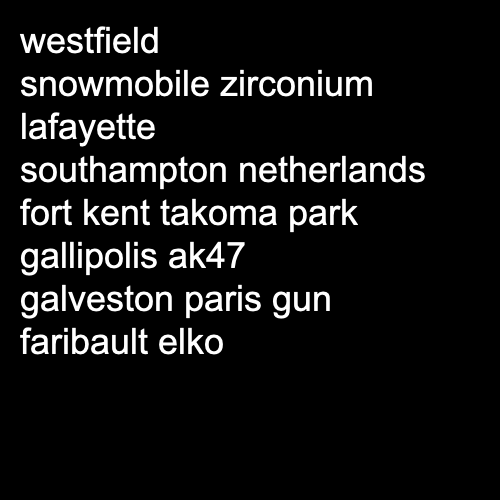 westfield
snowmobile zirconium
lafayette
southampton netherlands
fort kent takoma park
gallipolis ak47
galveston paris gun
faribault elko